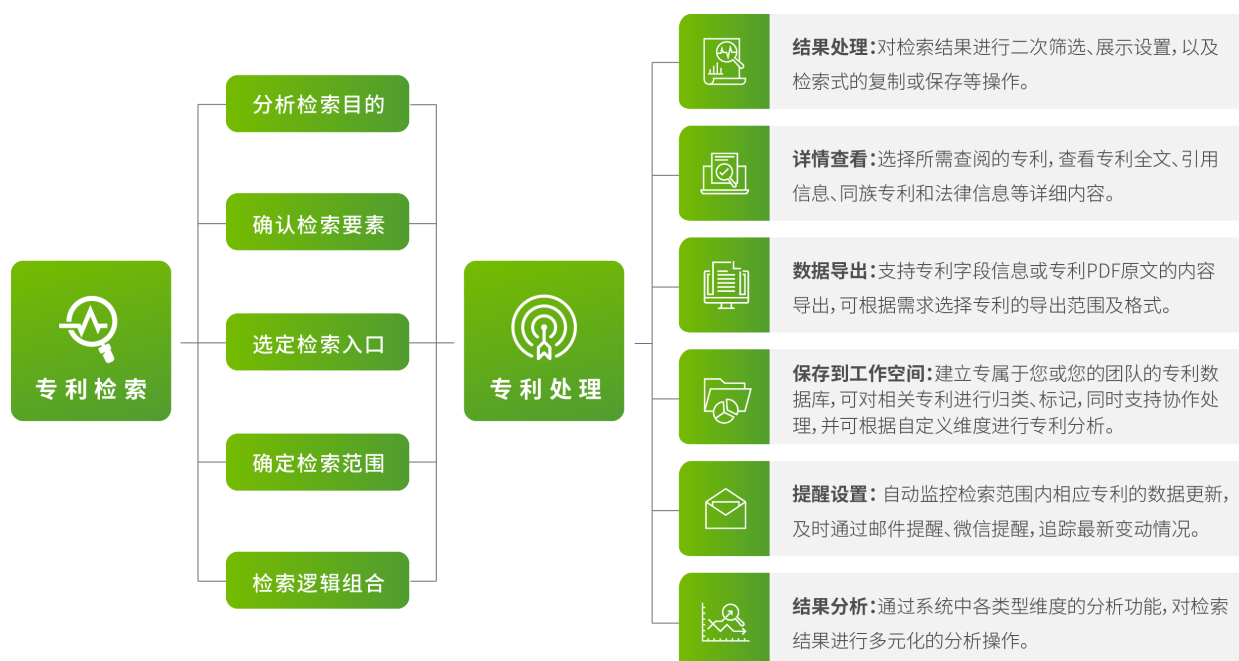 专利检索
分析检索目的
确认检索要素
选定检索入口
确定检索范围
检索逻辑组合
专利处理
结果处理：对检索结果进行二次筛选、展示设置，以及
检索式的复制或保存等操作。
详情查看：选择所需查阅的专利，查看专利全文、引用
信息、同族专利和法律信息等详细内容。
数据导出：支持专利字段信息或专利PDF原文的内容
导出，可根据需求选择专利的导出范围及格式。
保存到工作空间：建立专属于您或您的团队的专利数
据库，可对相关专利进行归类、标记，同时支持协作处
理，并可根据自定义维度进行专利分析。
提醒设置： 自动监控检索范围内相应专利的数据更新，
及时通过邮件提醒、微信提醒，追踪最新变动情况。
结果分析：通过系统中各类型维度的分析功能，对检索
结果进行多元化的分析操作。